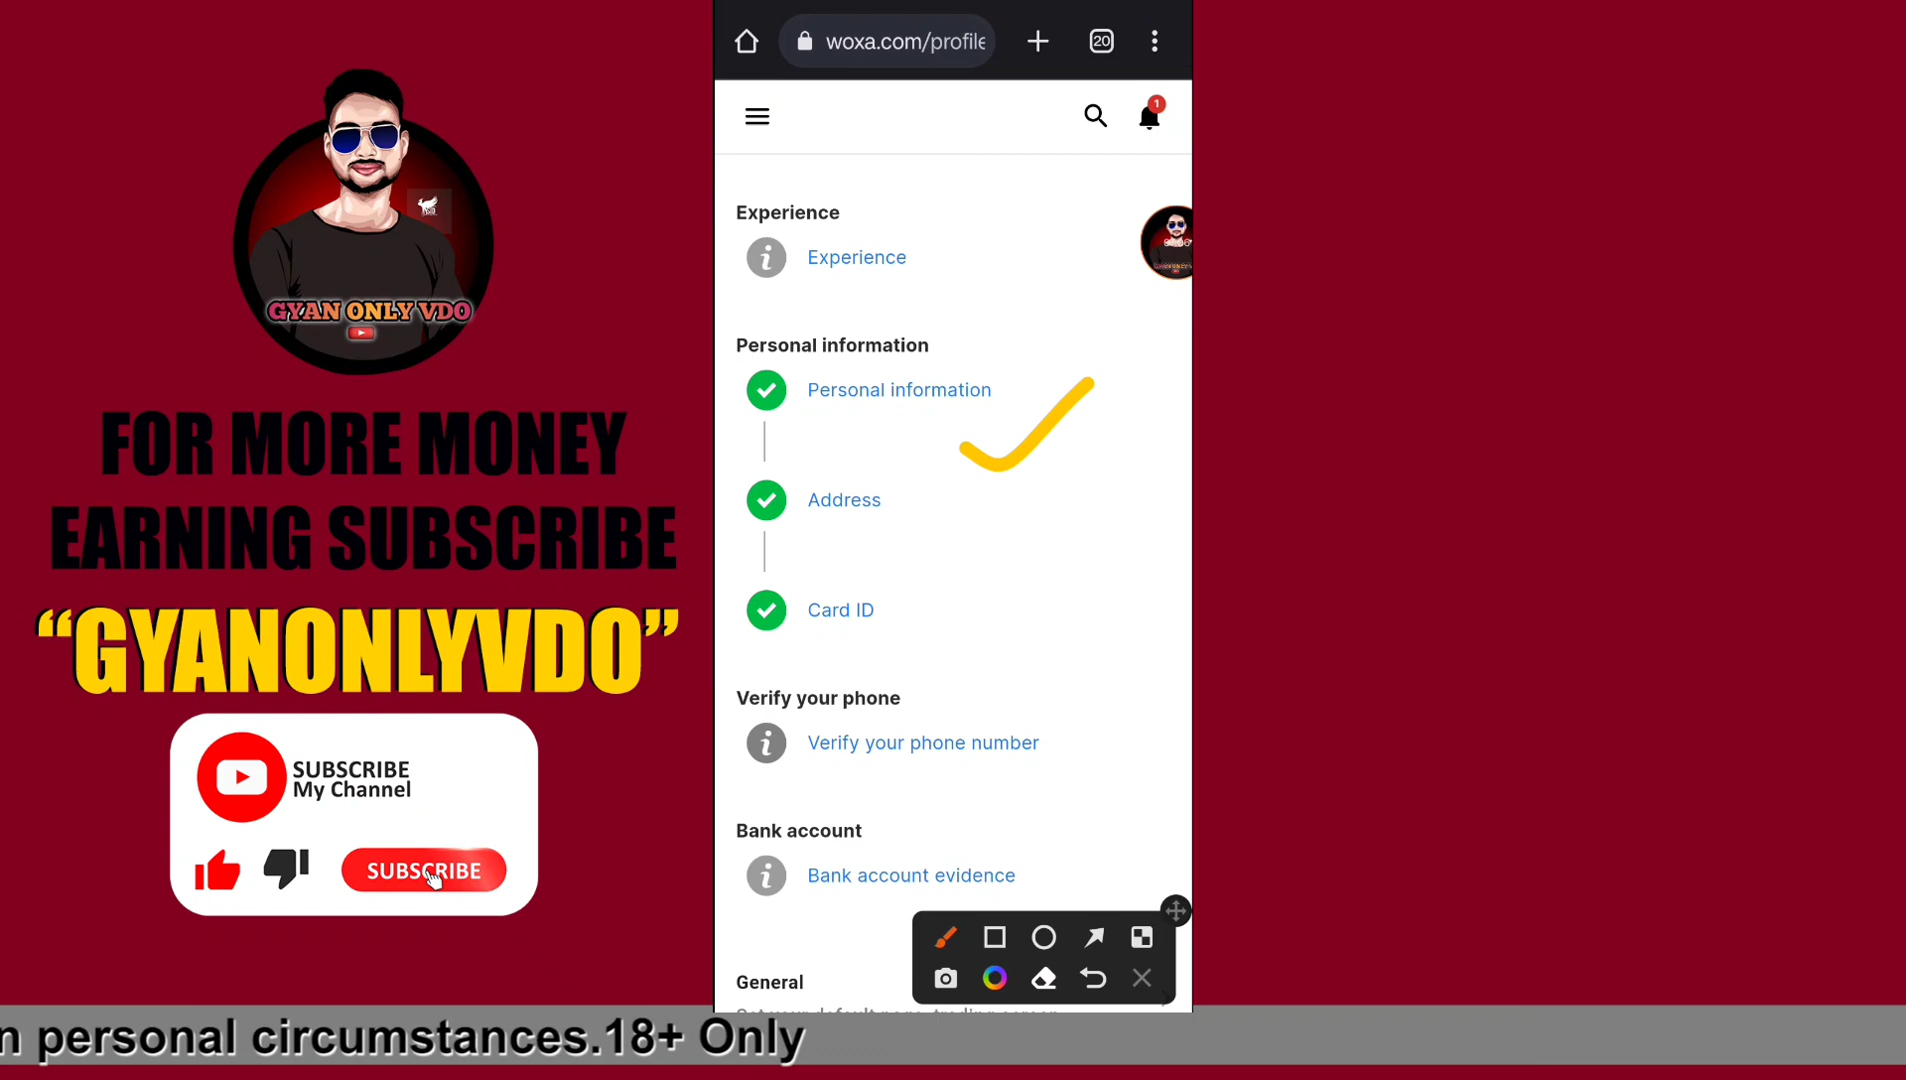 GYAN ONLY VDO
FOR MORE MONEY
EARNING SUBSCRIBE
“GYANONLYVDO”
SUBSCRIBE
My Channel
SUBSCRIBE
woxa.com/profile
20
1
Experience
Experience
Personal information
Personal information
Address
Card ID
Verify your phone
Verify your phone number
Bank account
Bank account evidence
General
n personal circumstances.18+ Only